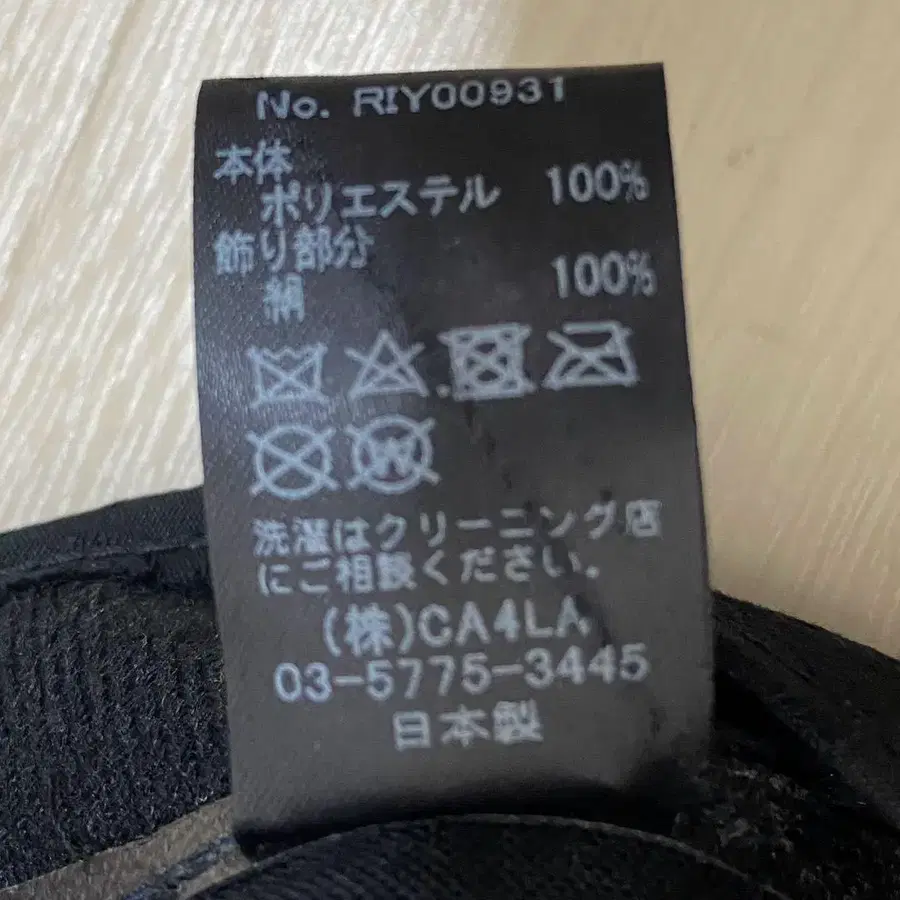 No. RIY00931
本体
ポリエステル 100%
飾り部分
絹 100%
W
洗濯はクリーニング店
にご相談ください.
(株)CA4LA
03-5775-3445
日本製